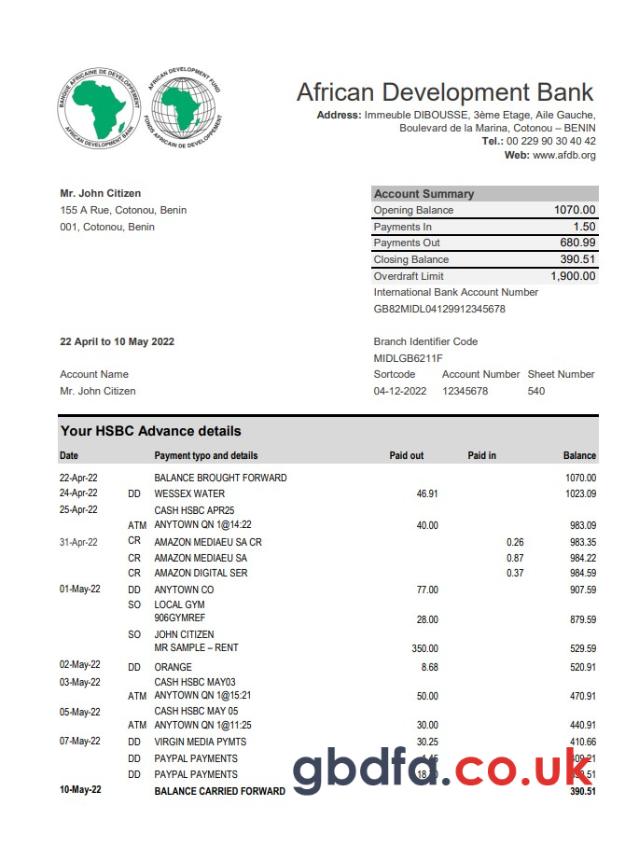 BANQUE AFRICAINE DE DÉVELOPPEMENT
AFRICAN DEVELOPMENT BANK
AFRICAN DEVELOPMENT FUND
FONDS AFRICAIN DE DÉVELOPPEMENT
African Development Bank
Address: Immeuble DIBOUSSE, 3ème Etage, Aile Gauche,
Boulevard de la Marina, Cotonou – BENIN
Tel.: 00 229 90 30 40 42
Web: www.afdb.org
Mr. John Citizen
155 A Rue, Cotonou, Benin
001, Cotonou, Benin
Account Summary
Opening Balance 1070.00
Payments In 1.50
Payments Out 680.99
Closing Balance 390.51
Overdraft Limit 1,900.00
International Bank Account Number
GB82MIDL04129912345678
22 April to 10 May 2022
Branch Identifier Code
MIDLGB6211F
Account Name
Mr. John Citizen
Sortcode Account Number Sheet Number
04-12-2022 12345678 540
Your HSBC Advance details
Date Payment typo and details Paid out Paid in Balance
22-Apr-22 BALANCE BROUGHT FORWARD 1070.00
24-Apr-22 DD WESSEX WATER 46.91 1023.09
25-Apr-22 CASH HSBC APR25
ATM ANYTOWN QN 1@14:22 40.00 983.09
31-Apr-22 CR AMAZON MEDIAEU SA CR 0.26 983.35
CR AMAZON MEDIAEU SA 0.87 984.22
CR AMAZON DIGITAL SER 0.37 984.59
01-May-22 DD ANYTOWN CO 77.00 907.59
SO LOCAL GYM
906GYMREF 28.00 879.59
SO JOHN CITIZEN
MR SAMPLE – RENT 350.00 529.59
02-May-22 DD ORANGE 8.68 520.91
03-May-22 CASH HSBC MAY03
ATM ANYTOWN QN 1@15:21 50.00 470.91
05-May-22 CASH HSBC MAY 05
ATM ANYTOWN QN 1@11:25 30.00 440.91
07-May-22 DD VIRGIN MEDIA PYMTS 30.25 410.66
DD PAYPAL PAYMENTS
DD PAYPAL PAYMENTS
10-May-22 BALANCE CARRIED FORWARD 390.51
gbdfa.co.uk